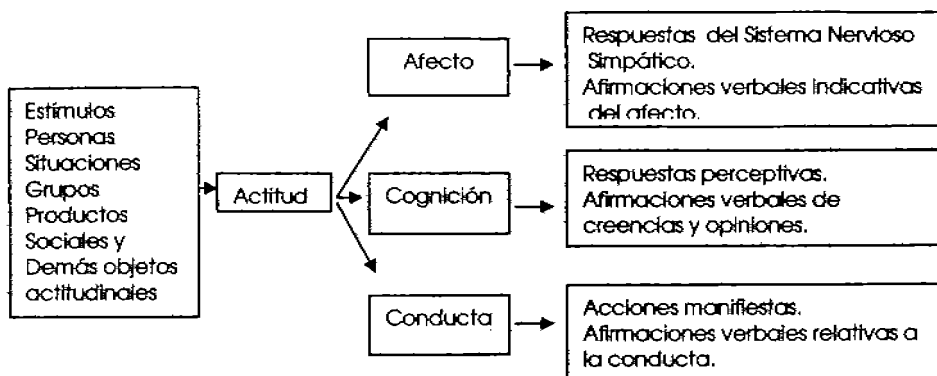 Estímulos
Personas
Situaciones
Grupos
Productos
Sociales y
Demás objetos
actitudinales
Actitud
Afecto
Respuestas del Sistema Nervioso
Simpático.
Afirmaciones verbales indicativas
del afecto.
Cognición
Respuestas perceptivas.
Afirmaciones verbales de
creencias y opiniones.
Conducta
Acciones manifiestas.
Afirmaciones verbales relativas a
la conducta.